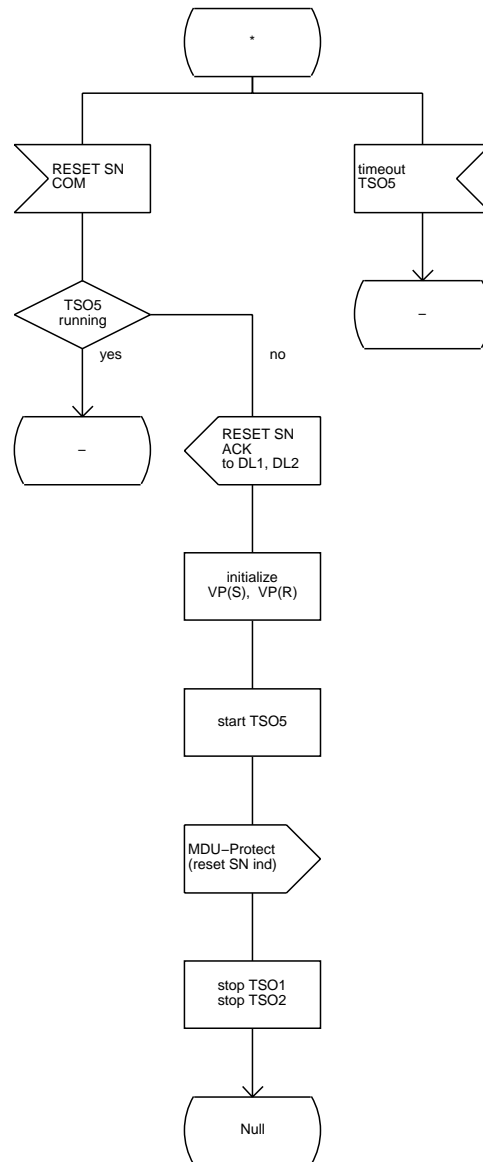 *
RESET SN
COM
timeout
TSO5
TSO5
running
–
yes
no
–
RESET SN
ACK
to DL1, DL2
initialize
VP(S), VP(R)
start TSO5
MDU–Protect
(reset SN ind)
stop TSO1
stop TSO2
Null